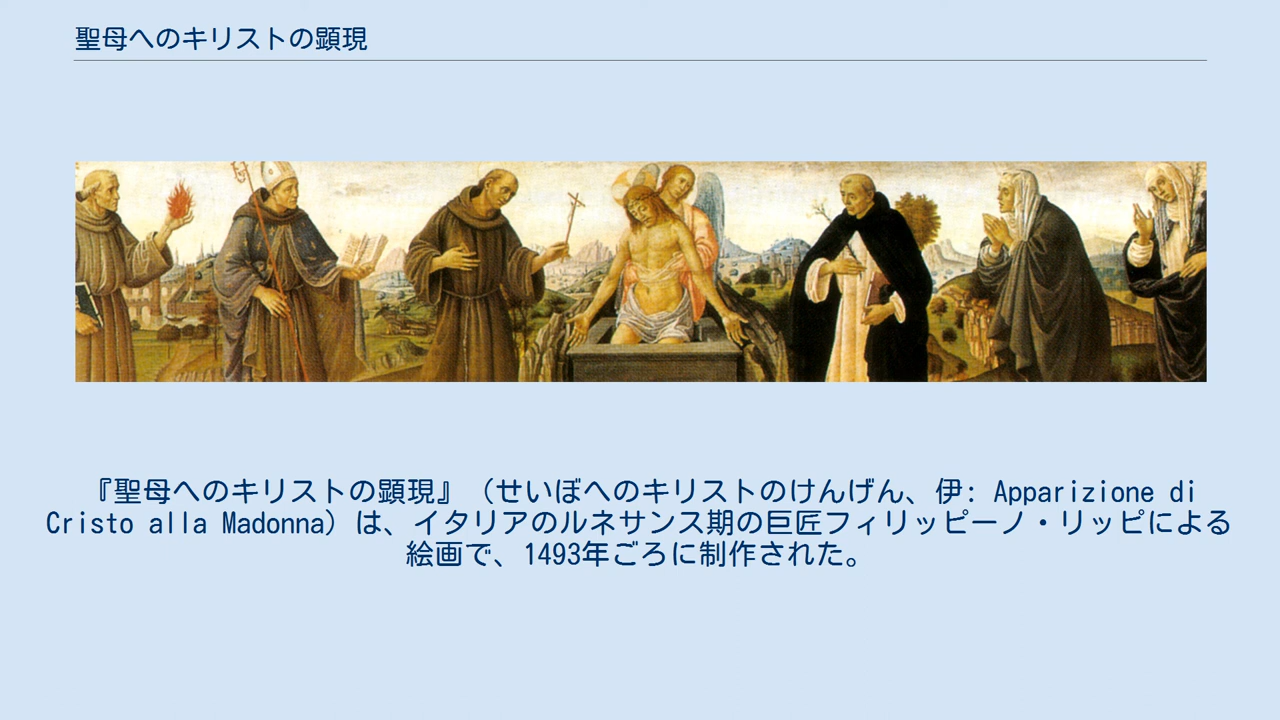 聖母へのキリストの顕現
『聖母へのキリストの顕現』（せいぼへのキリストのけんげん、伊: Apparizione di
Cristo alla Madonna）は、イタリアのルネサンス期の巨匠フィリッピーノ・リッピによる
絵画で、1493年ごろに制作された。